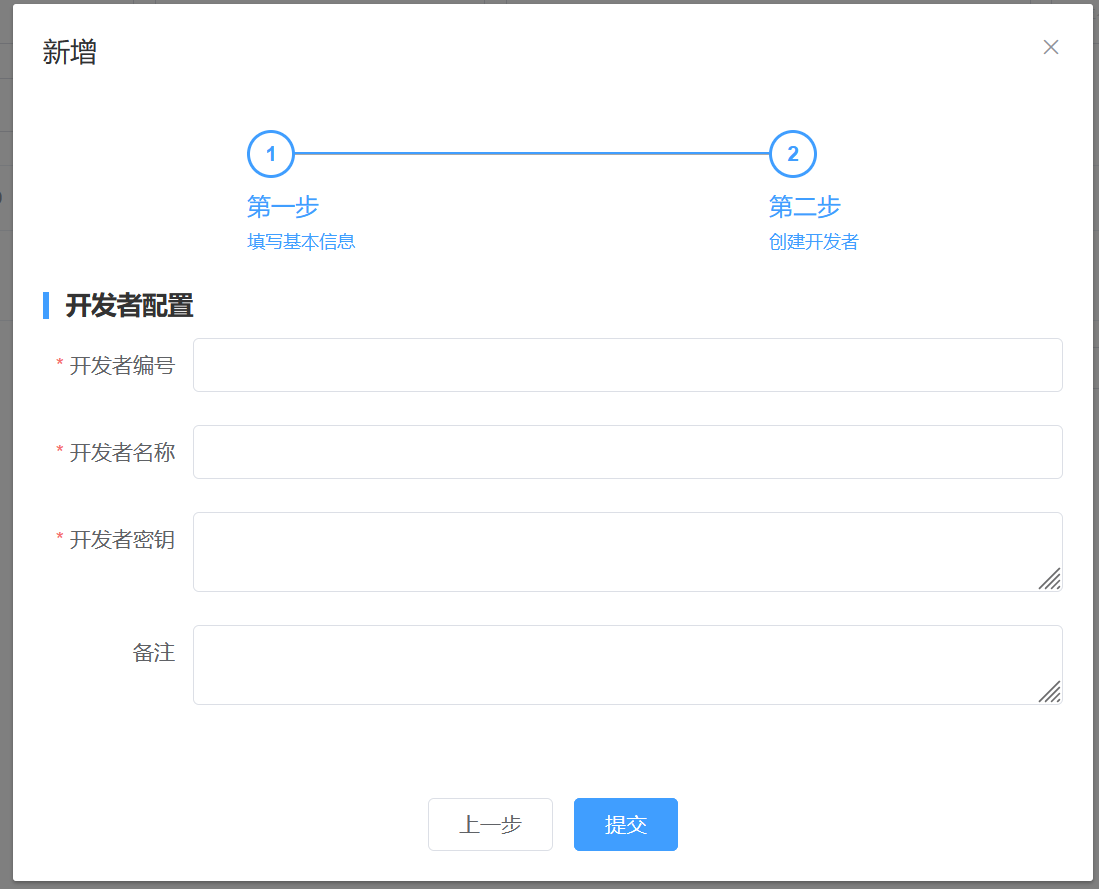 新增
1
2
第一步
第二步
填写基本信息
创建开发者
开发者配置
* 开发者编号
* 开发者名称
* 开发者密钥
备注
上一步
提交